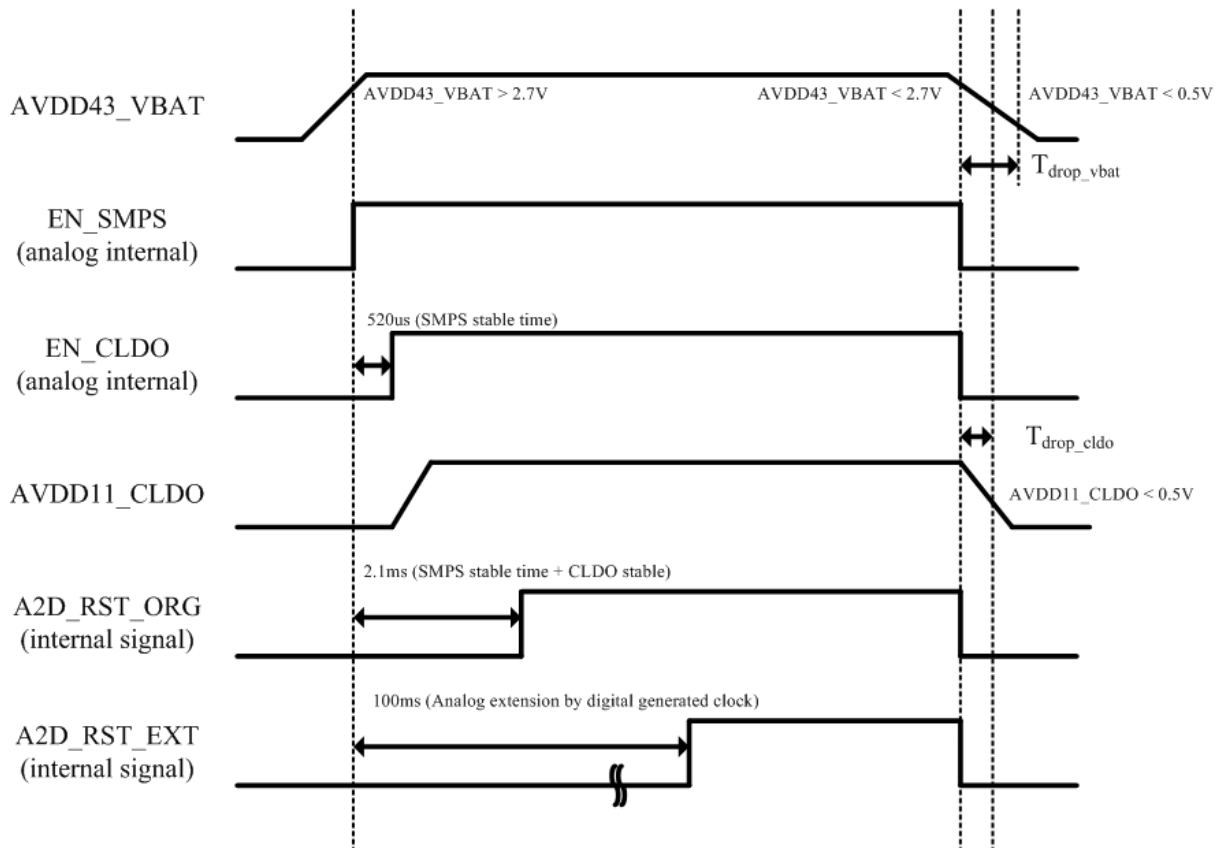 AVDD43_VBAT
AVDD43_VBAT > 2.7V
AVDD43_VBAT < 2.7V
AVDD43_VBAT < 0.5V
Tdrop_vbat
EN_SMPS
(analog internal)
520us (SMPS stable time)
EN_CLDO
(analog internal)
Tdrop_cldo
AVDD11_CLDO
AVDD11_CLDO < 0.5V
2.1ms (SMPS stable time + CLDO stable)
A2D_RST_ORG
(internal signal)
100ms (Analog extension by digital generated clock)
A2D_RST_EXT
(internal signal)